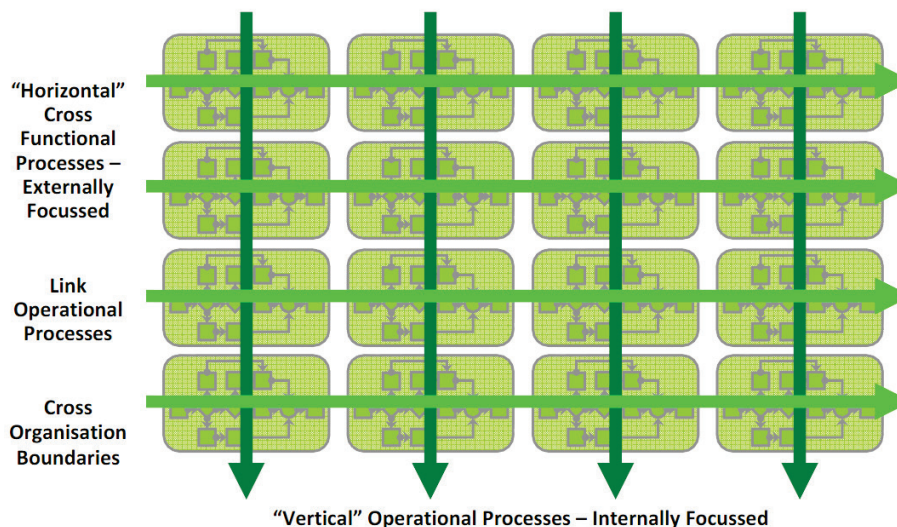 “Horizontal”
Cross
Functional
Processes –
Externally
Focussed
Link
Operational
Processes
Cross
Organisation
Boundaries
“Vertical” Operational Processes – Internally Focussed